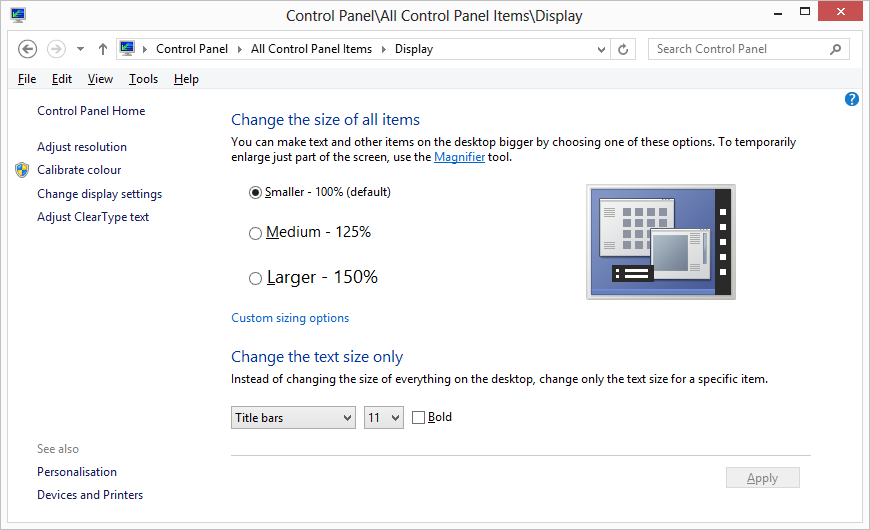 Control Panel\All Control Panel Items\Display
Control Panel
All Control Panel Items
Display
Search Control Panel
File Edit View Tools Help
Control Panel Home
Adjust resolution
Calibrate colour
Change display settings
Adjust ClearType text
Change the size of all items
You can make text and other items on the desktop bigger by choosing one of these options. To temporarily
enlarge just part of the screen, use the Magnifier tool.
Smaller - 100% (default)
Medium - 125%
Larger - 150%
Custom sizing options
Change the text size only
Instead of changing the size of everything on the desktop, change only the text size for a specific item.
Title bars 11 Bold
Apply
See also
Personalisation
Devices and Printers